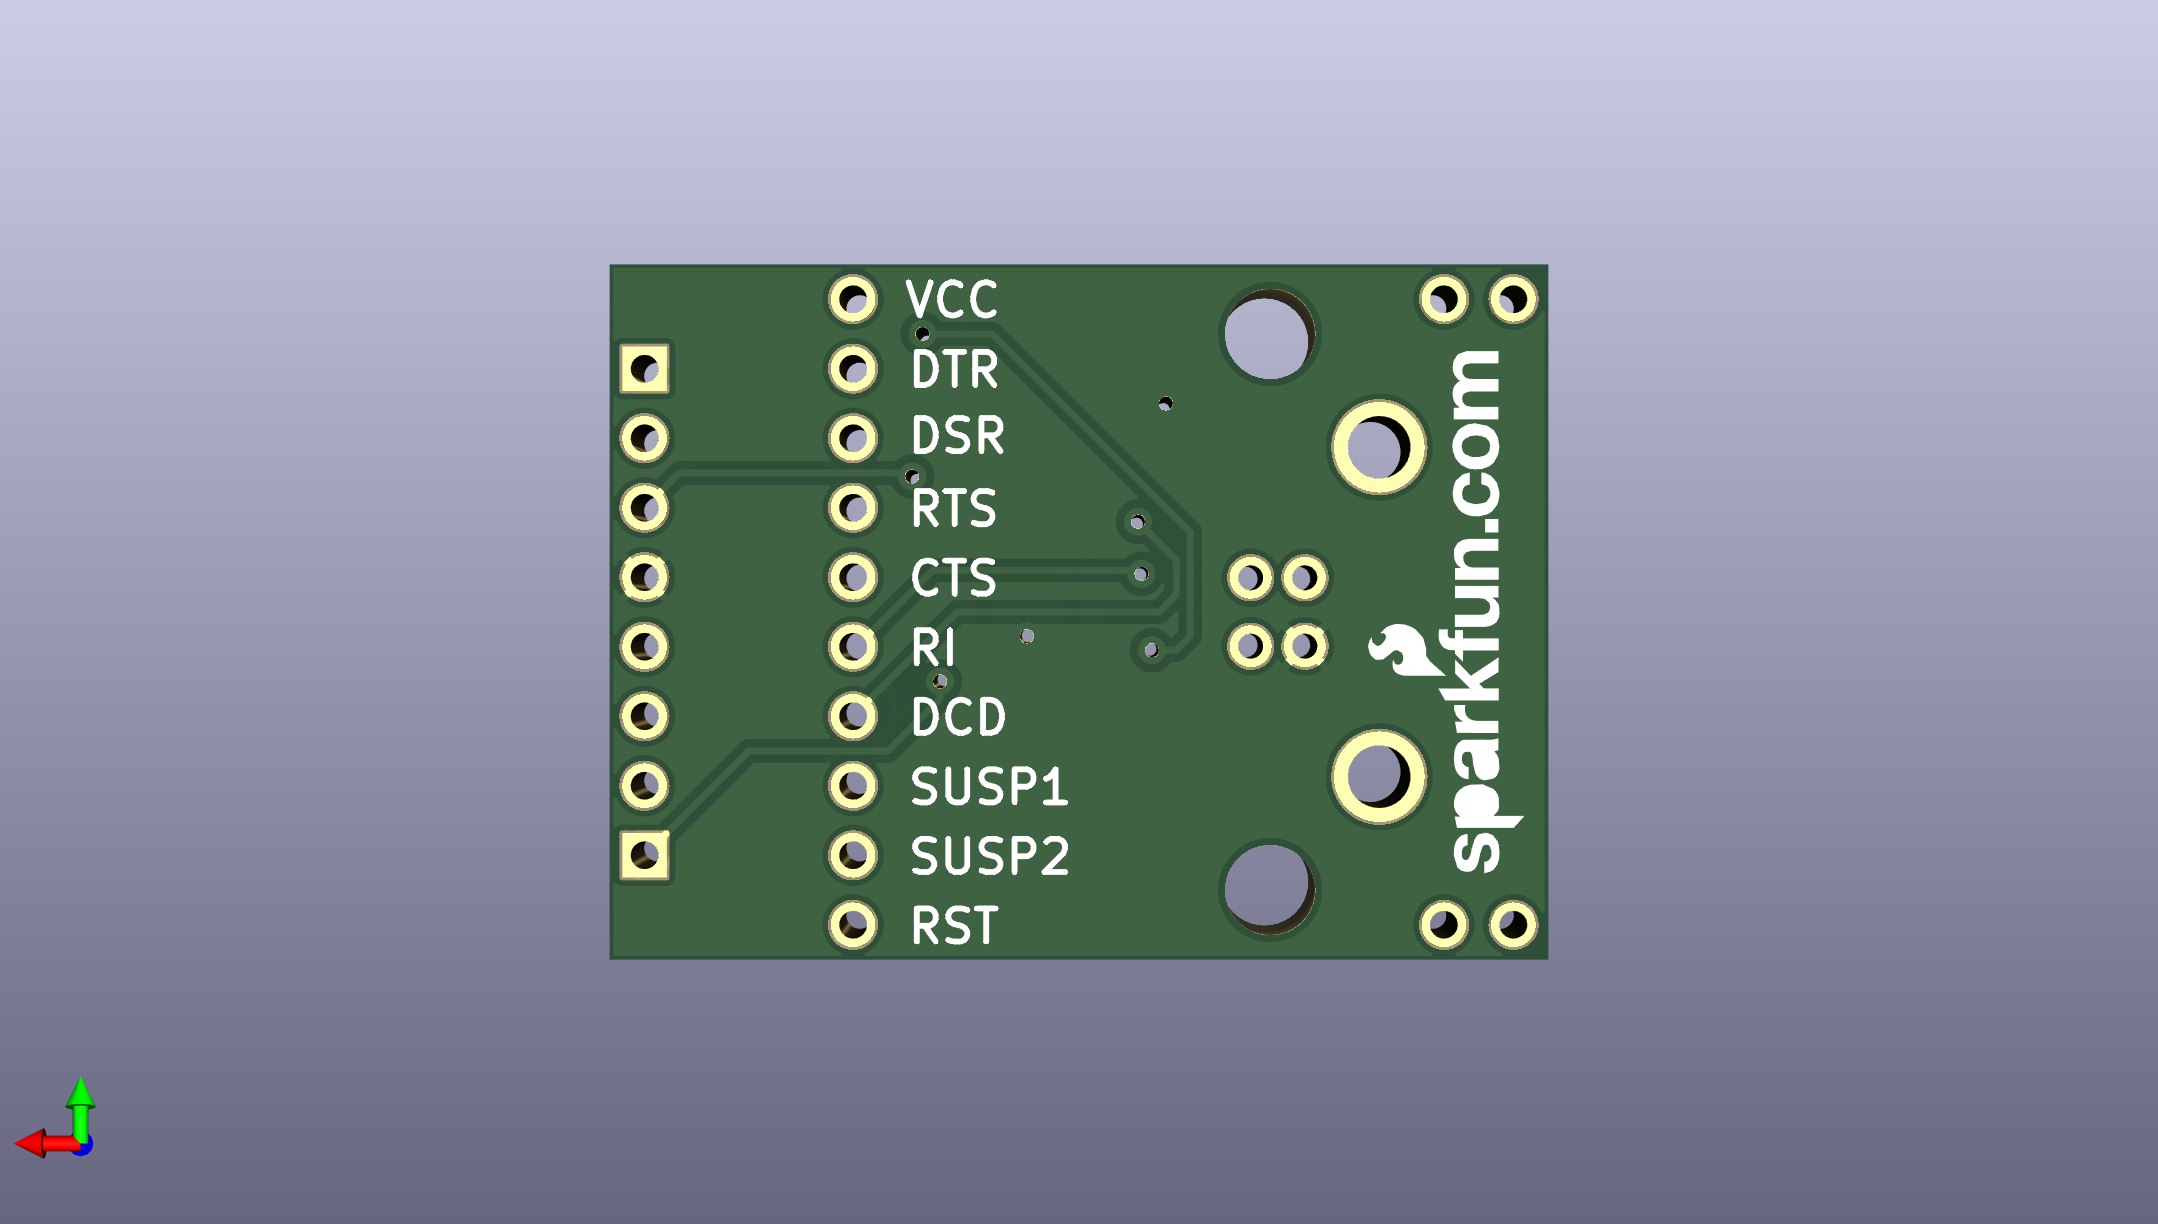 VCC
DTR
DSR
RTS
CTS
RI
DCD
SUSP1
SUSP2
RST
sparkfun.com